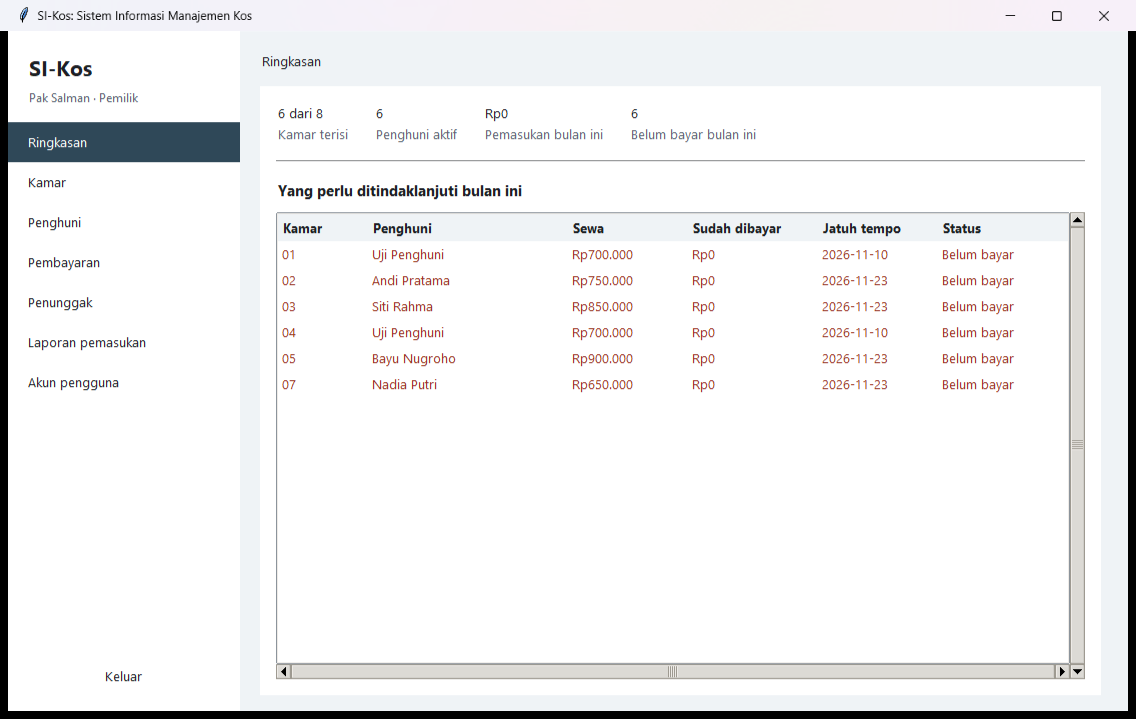 SI-Kos: Sistem Informasi Manajemen Kos
SI-Kos
Pak Salman · Pemilik
Ringkasan
Kamar
Penghuni
Pembayaran
Penunggak
Laporan pemasukan
Akun pengguna
Keluar
Ringkasan
6 dari 8 6 Rp0 6
Kamar terisi Penghuni aktif Pemasukan bulan ini Belum bayar bulan ini
Yang perlu ditindaklanjuti bulan ini
Kamar Penghuni Sewa Sudah dibayar Jatuh tempo Status
01 Uji Penghuni Rp700.000 Rp0 2026-11-10 Belum bayar
02 Andi Pratama Rp750.000 Rp0 2026-11-23 Belum bayar
03 Siti Rahma Rp850.000 Rp0 2026-11-23 Belum bayar
04 Uji Penghuni Rp700.000 Rp0 2026-11-10 Belum bayar
05 Bayu Nugroho Rp900.000 Rp0 2026-11-23 Belum bayar
07 Nadia Putri Rp650.000 Rp0 2026-11-23 Belum bayar